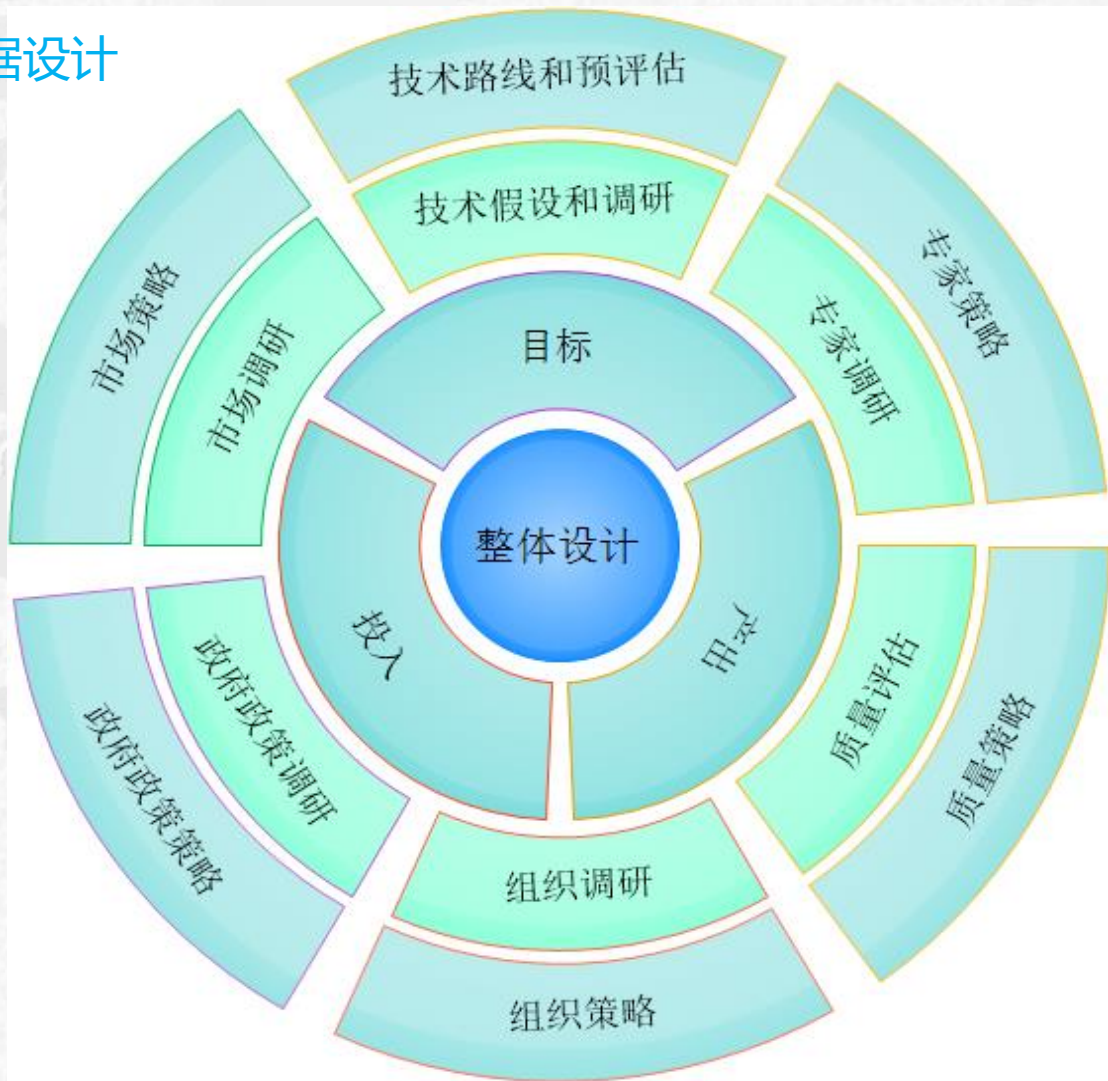 据设计
技术路线和预评估
技术假设和调研
目标
专家策略
专家调研
市场策略
市场调研
整体设计
投入
产出
质量评估
质量策略
政府政策调研
政府政策策略
组织调研
组织策略